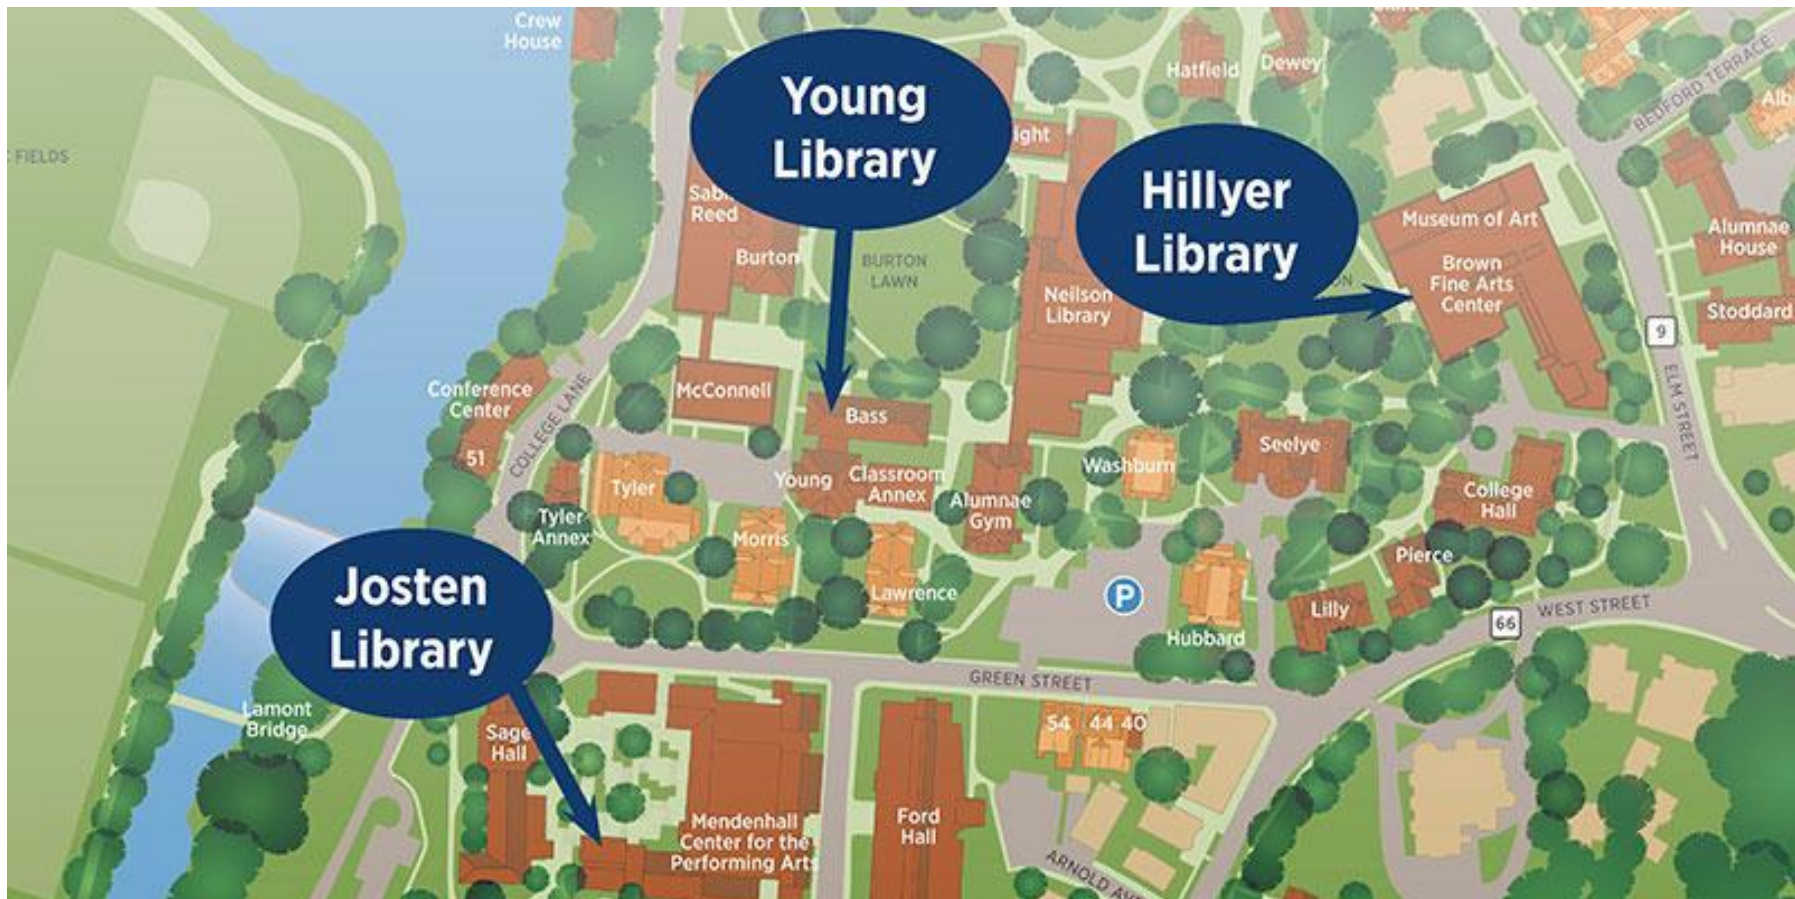 Crew
House
Young
Library
Hatfield
Dewey
BEDFORD TERRACE
FIELDS
Hillyer
Library
Reed
Burton
BURTON
LAWN
Neilson
Library
Museum of Art
Brown
Fine Arts
Center
Alumnae
House
Stoddard
9
ELM STREET
Conference
Center
51
COLLEGE LANE
McConnell
Bass
Young
Classroom
Annex
Alumnae
Gym
Washburn
Seelye
College
Hall
Tyler
Tyler
Annex
Morris
Lawrence
P
Hubbard
Lilly
Pierce
66
WEST STREET
GREEN STREET
Josten
Library
Lamont
Bridge
Sage
Hall
Mendenhall
Center for the
Performing Arts
Ford
Hall
54 44 40
ARNOLD